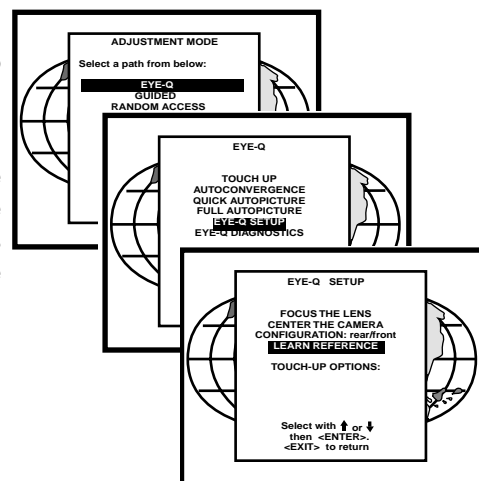 ADJUSTMENT MODE
Select a path from below:
EYE-Q
GUIDED
RANDOM ACCESS
EYE-Q
TOUCH UP
AUTOCONVERGENCE
QUICK AUTOPICTURE
FULL AUTOPICTURE
EYE-Q SETUP
EYE-Q DIAGNOSTICS
EYE-Q SETUP
FOCUS THE LENS
CENTER THE CAMERA
CONFIGURATION: rear/front
LEARN REFERENCE
TOUCH-UP OPTIONS:
Select with ⬆ or ⬇
then <ENTER>.
<EXIT> to return